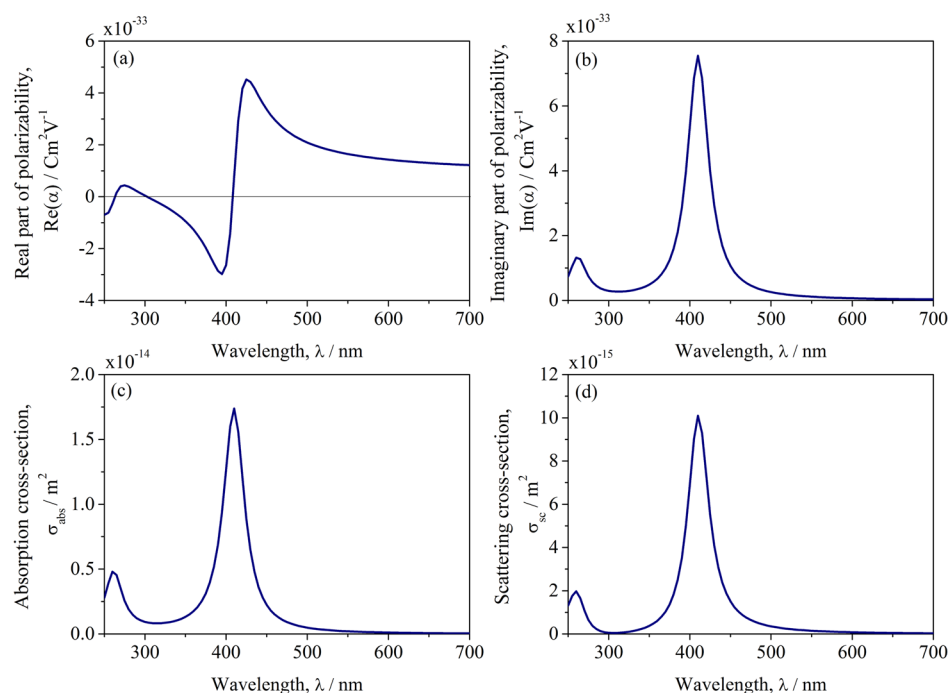 x10⁻³³
6
4
2
0
-2
-4
(a)
Real part of polarizability,
Re(α) / Cm²V⁻¹
300 400 500 600 700
Wavelength, λ / nm
x10⁻³³
8
6
4
2
0
(b)
Imaginary part of polarizability,
Im(α) / Cm²V⁻¹
300 400 500 600 700
Wavelength, λ / nm
x10⁻¹⁴
2.0
1.5
1.0
0.5
0.0
(c)
Absorption cross-section,
σabs / m²
300 400 500 600 700
Wavelength, λ / nm
x10⁻¹⁵
12
10
8
6
4
2
0
(d)
Scattering cross-section,
σsc / m²
300 400 500 600 700
Wavelength, λ / nm